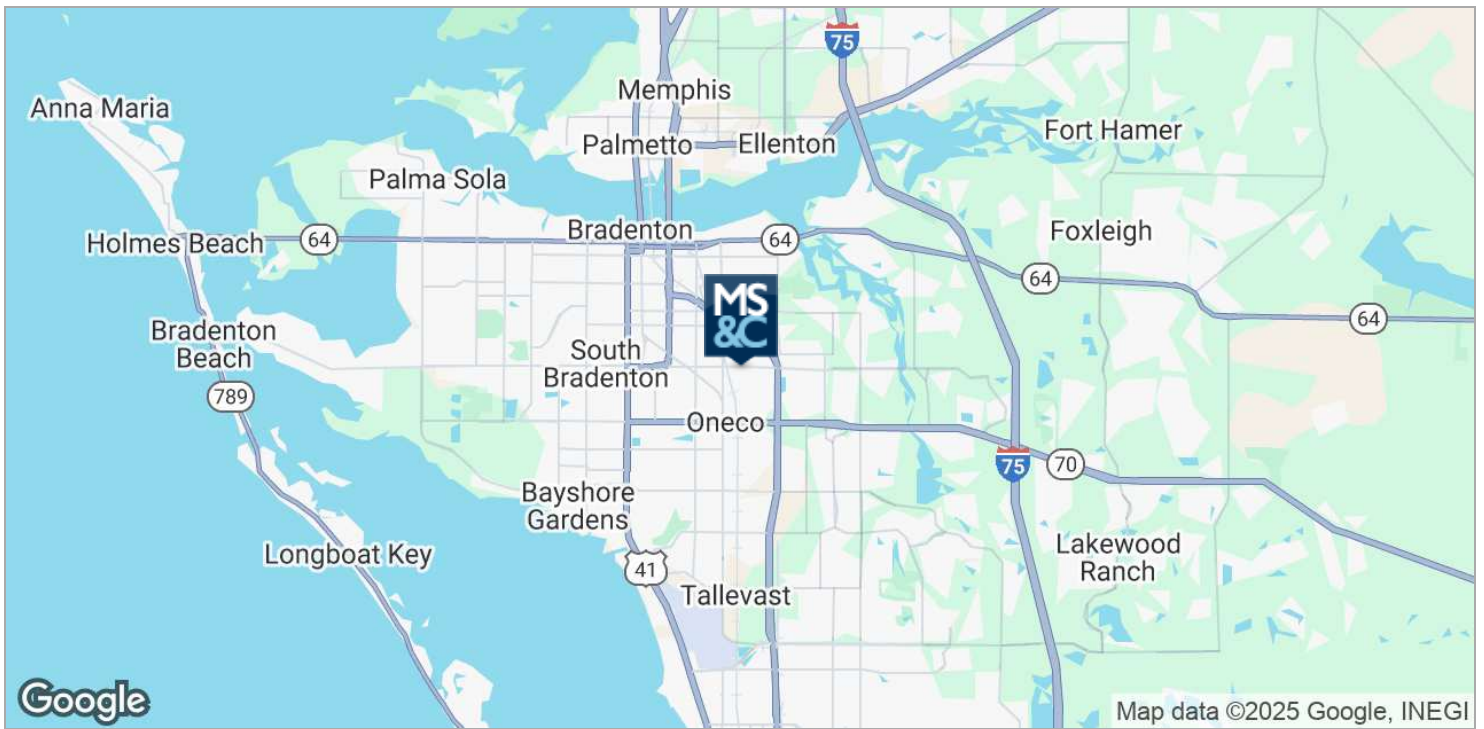 75
Memphis
Anna Maria
Fort Hamer
Palmetto
Ellenton
Palma Sola
Bradenton
Foxleigh
Holmes Beach
64
64
64
64
MS
&C
Bradenton
Beach
South
Bradenton
789
Oneco
75
70
Bayshore
Gardens
Longboat Key
41
Lakewood
Ranch
Tallevast
Google
Map data ©2025 Google, INEGI